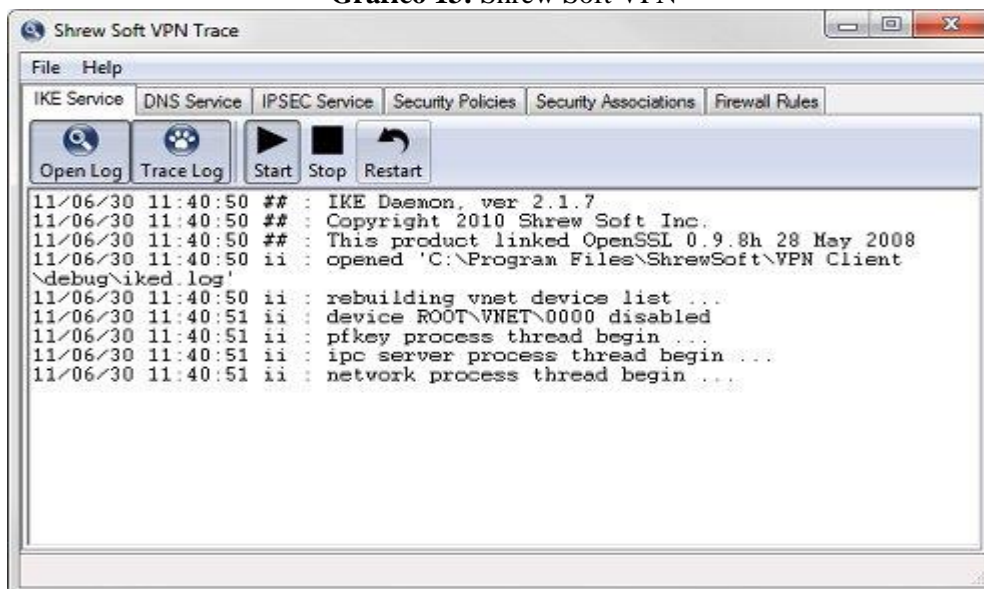 Gráfico 13: Shrew Soft VPN
Shrew Soft VPN Trace
File Help
IKE Service DNS Service IPSEC Service Security Policies Security Associations Firewall Rules
Open Log Trace Log Start Stop Restart
11/06/30 11:40:50 ## : IKE Daemon, ver 2.1.7
11/06/30 11:40:50 ## : Copyright 2010 Shrew Soft Inc.
11/06/30 11:40:50 ## : This product linked OpenSSL 0.9.8h 28 May 2008
11/06/30 11:40:50 ii : opened 'C:\Program Files\ShrewSoft\VPN Client
\debug\iked.log'
11/06/30 11:40:50 ii : rebuilding vnet device list ...
11/06/30 11:40:51 ii : device ROOT\VNET\0000 disabled
11/06/30 11:40:51 ii : pfkey process thread begin ...
11/06/30 11:40:51 ii : ipc server process thread begin ...
11/06/30 11:40:51 ii : network process thread begin ...